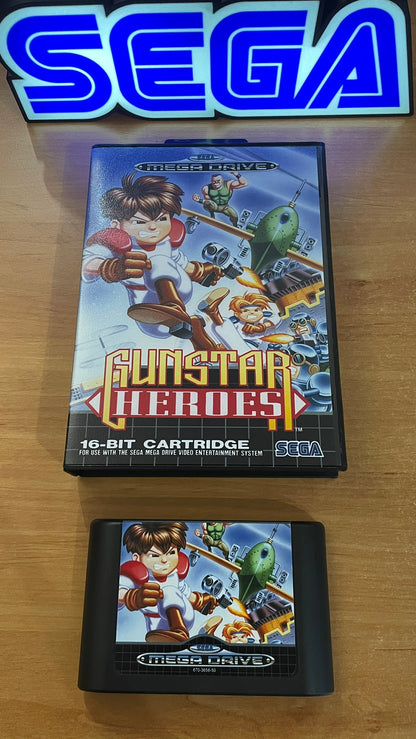 SEGA
SEGA
MEGA DRIVE
GUNSTAR
HEROES
TM
16-BIT CARTRIDGE
FOR USE WITH THE SEGA MEGA DRIVE VIDEO ENTERTAINMENT SYSTEM
SEGA
SEGA
MEGA DRIVE